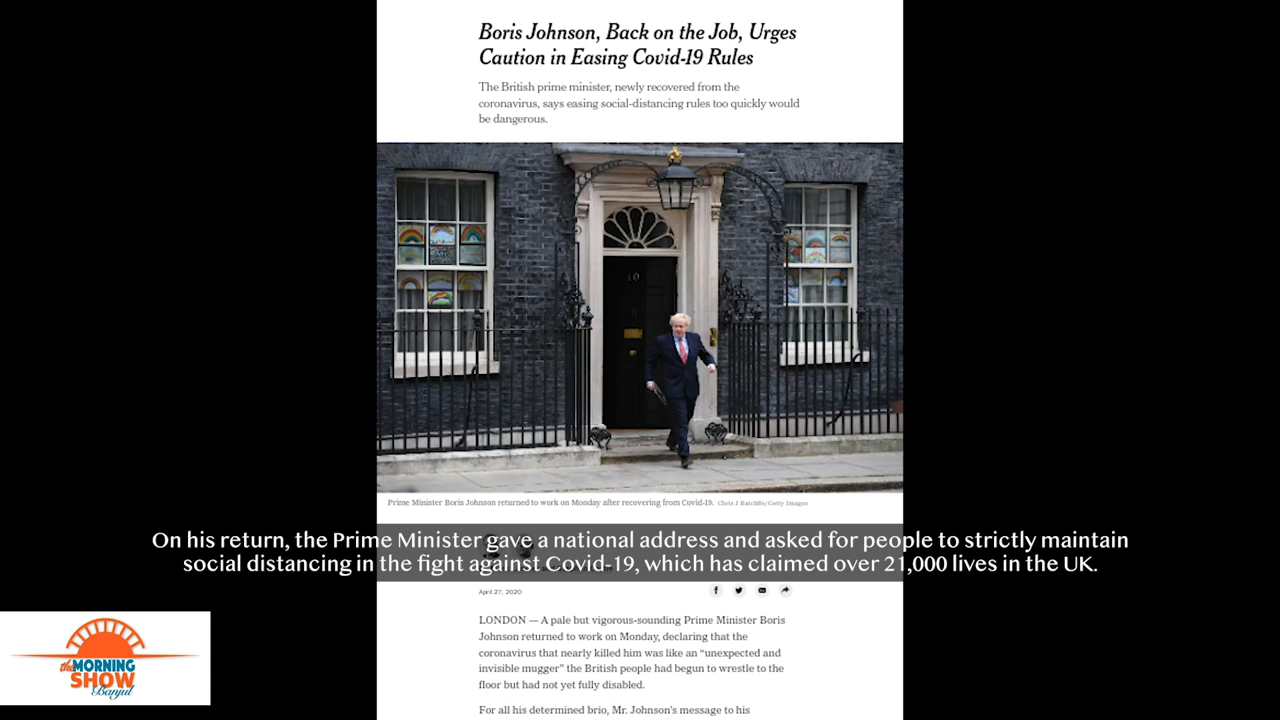 Boris Johnson, Back on the Job, Urges
Caution in Easing Covid-19 Rules
The British prime minister, newly recovered from the
coronavirus, says easing social-distancing rules too quickly would
be dangerous.
10
Prime Minister Boris Johnson returned to work on Monday after recovering from Covid-19. Chris J Ratcliffe/Getty Images
On his return, the Prime Minister gave a national address and asked for people to strictly maintain
social distancing in the fight against Covid-19, which has claimed over 21,000 lives in the UK.
April 27, 2020
LONDON — A pale but vigorous-sounding Prime Minister Boris
Johnson returned to work on Monday, declaring that the
coronavirus that nearly killed him was like an “unexpected and
invisible mugger” the British people had begun to wrestle to the
floor but had not yet fully disabled.
For all his determined brio, Mr. Johnson's message to his
the MORNING
SHOW
Banjul